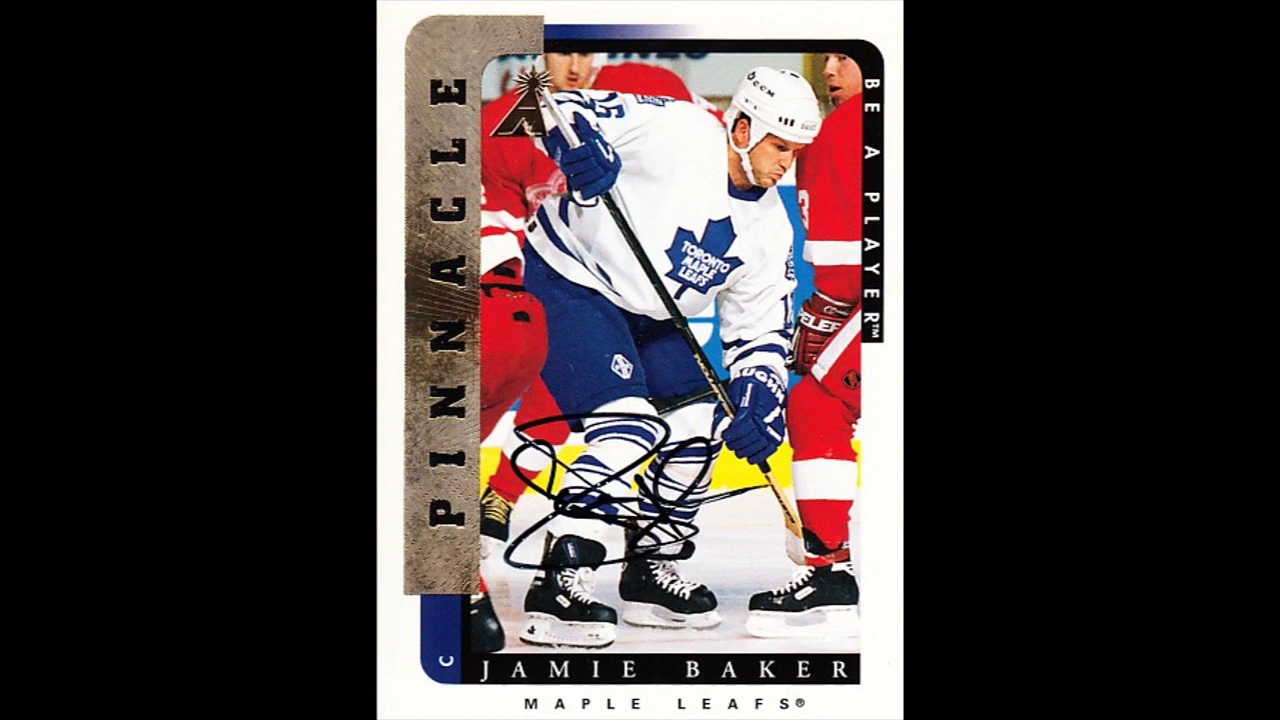 PINNACLE
BE A PLAYER™
CCM
TORONTO
MAPLE
LEAFS
C
JAMIE BAKER
MAPLE LEAFS®